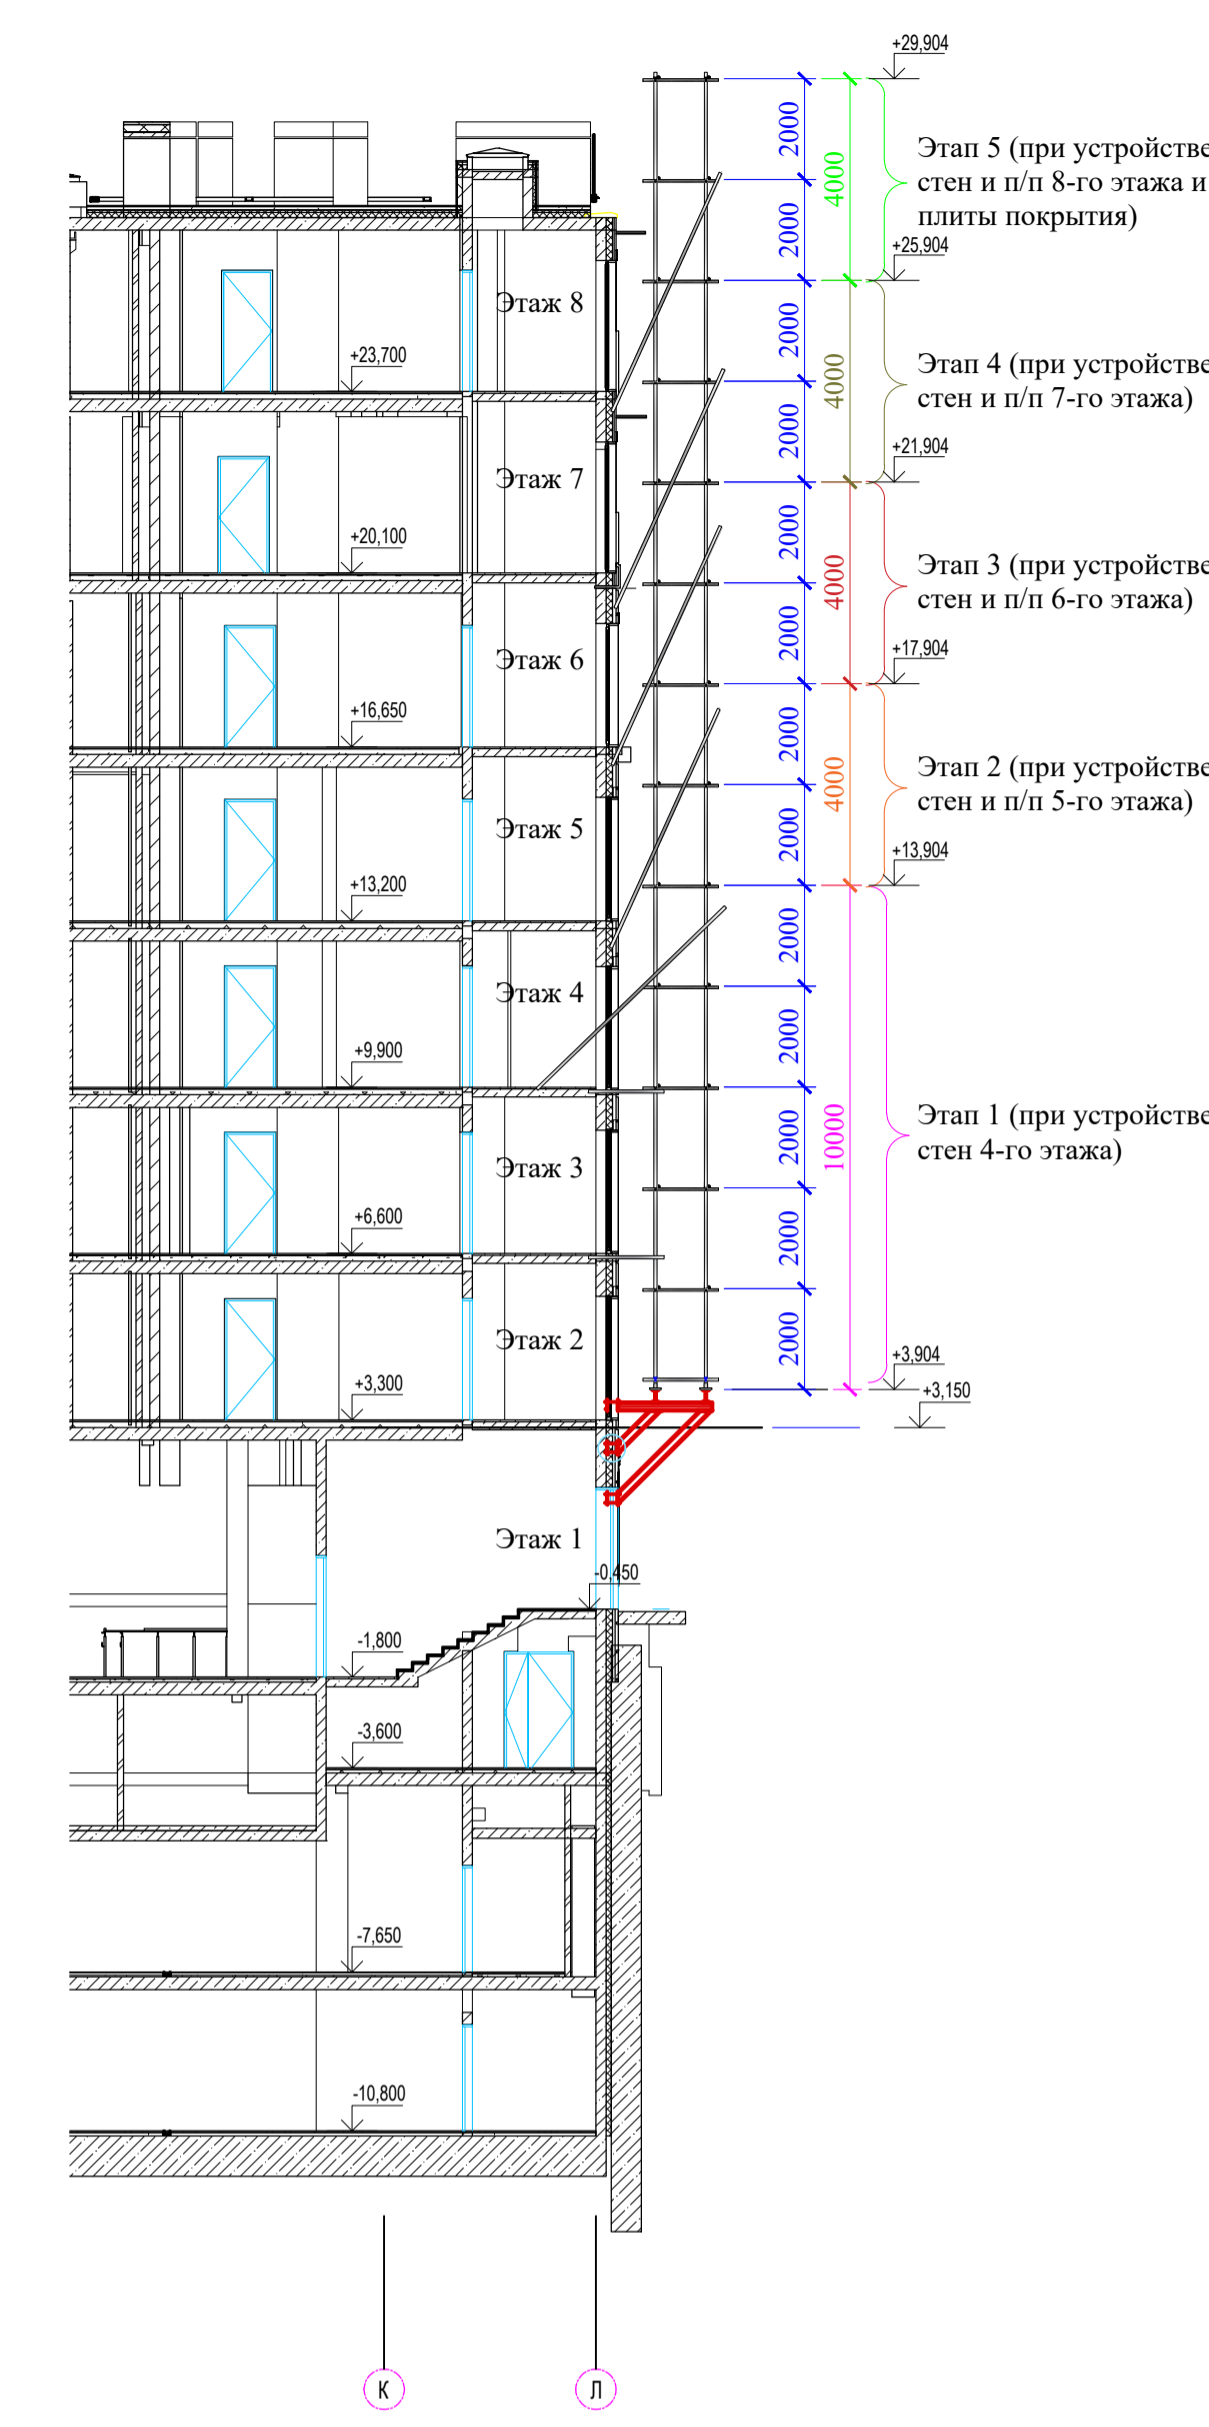 +29,904
2000
4000
Этап 5 (при устройстве
стен и п/п 8-го этажа и
плиты покрытия)
2000
+25,904
Этаж 8
2000
+23,700
4000
Этап 4 (при устройстве
стен и п/п 7-го этажа)
2000
+21,904
Этаж 7
2000
+20,100
4000
Этап 3 (при устройстве
стен и п/п 6-го этажа)
2000
+17,904
Этаж 6
+16,650
2000
4000
Этап 2 (при устройстве
стен и п/п 5-го этажа)
2000
+13,904
Этаж 5
+13,200
2000
Этаж 4
2000
+9,900
10000
Этап 1 (при устройстве
стен 4-го этажа)
2000
Этаж 3
+6,600
2000
Этаж 2
2000
+3,904
+3,300
+3,150
Этаж 1
-0,450
-1,800
-3,600
-7,650
-10,800
К
Л